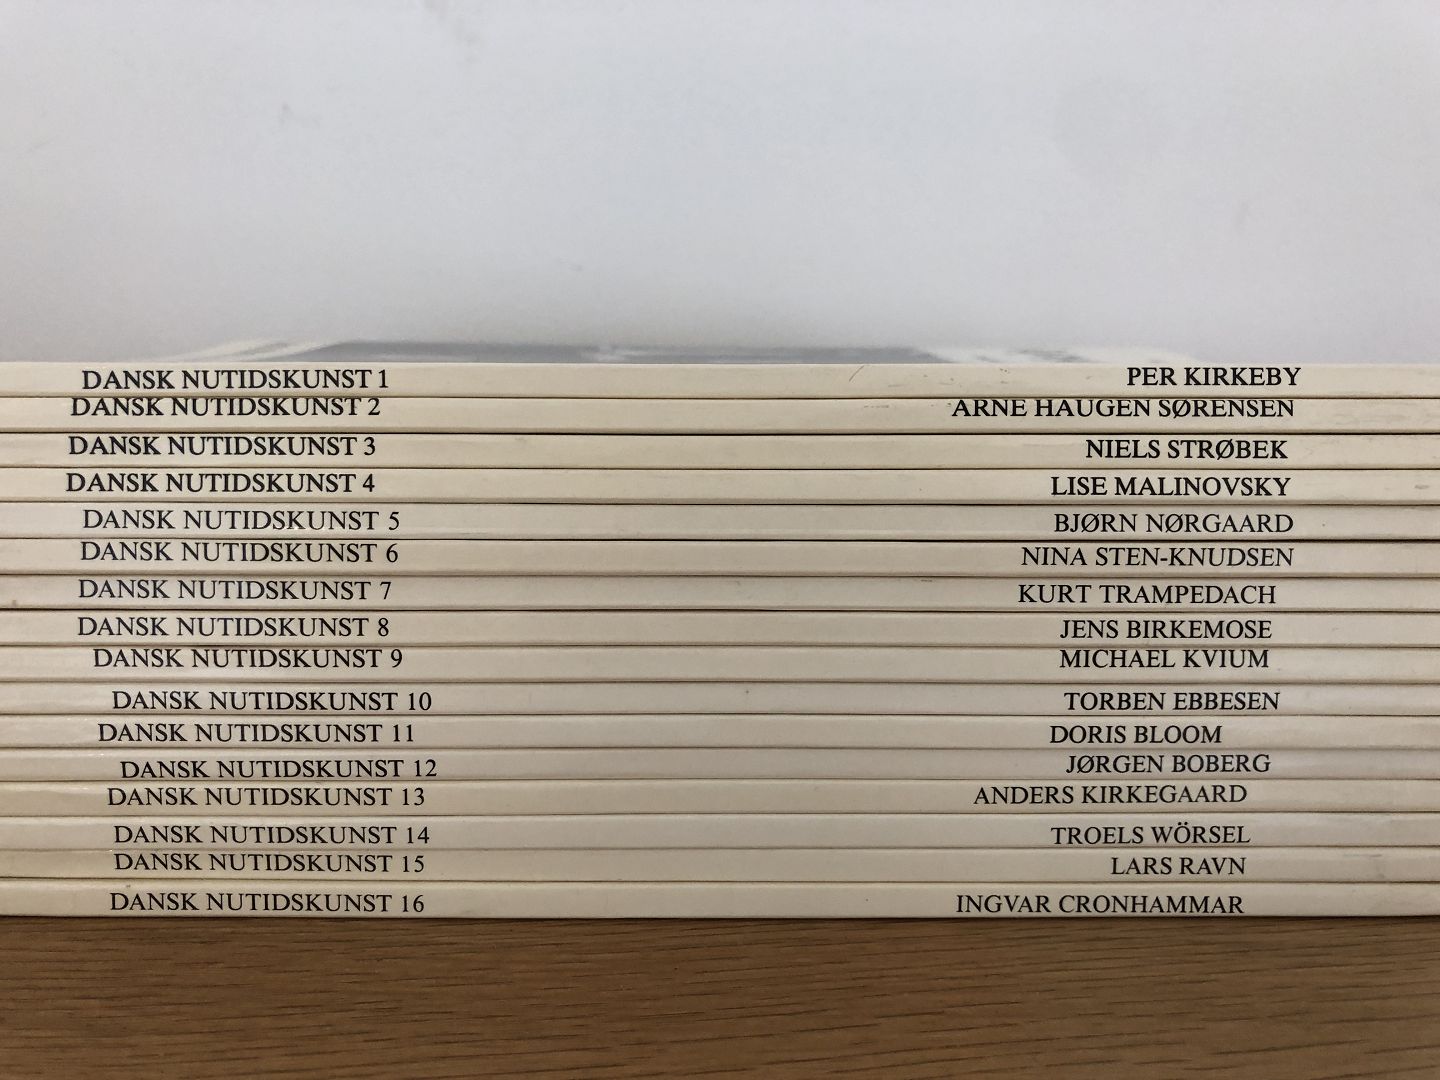 DANSK NUTIDSKUNST 1 PER KIRKEBY
DANSK NUTIDSKUNST 2 ARNE HAUGEN SØRENSEN
DANSK NUTIDSKUNST 3 NIELS STRØBEK
DANSK NUTIDSKUNST 4 LISE MALINOVSKY
DANSK NUTIDSKUNST 5 BJØRN NØRGAARD
DANSK NUTIDSKUNST 6 NINA STEN-KNUDSEN
DANSK NUTIDSKUNST 7 KURT TRAMPEDACH
DANSK NUTIDSKUNST 8 JENS BIRKEMOSE
DANSK NUTIDSKUNST 9 MICHAEL KVIUM
DANSK NUTIDSKUNST 10 TORBEN EBBESEN
DANSK NUTIDSKUNST 11 DORIS BLOOM
DANSK NUTIDSKUNST 12 JØRGEN BOBERG
DANSK NUTIDSKUNST 13 ANDERS KIRKEGAARD
DANSK NUTIDSKUNST 14 TROELS WÖRSEL
DANSK NUTIDSKUNST 15 LARS RAVN
DANSK NUTIDSKUNST 16 INGVAR CRONHAMMAR